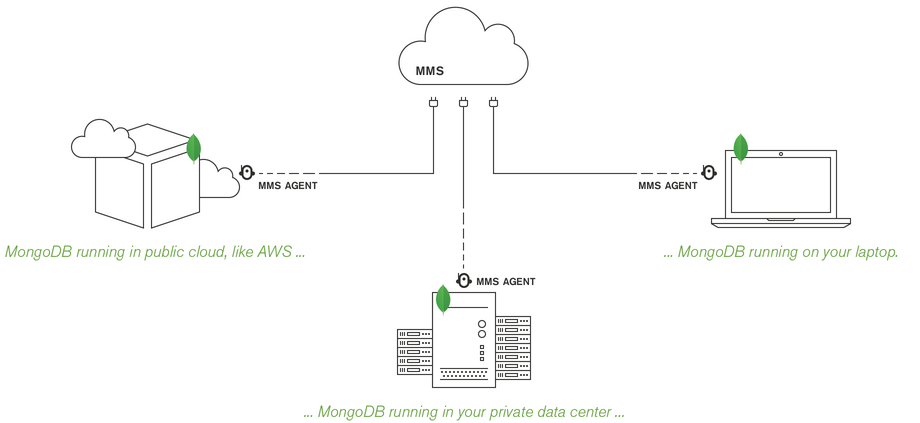 MMS
MMS AGENT
MMS AGENT
MongoDB running in public cloud, like AWS ...
... MongoDB running on your laptop.
MMS AGENT
... MongoDB running in your private data center ...